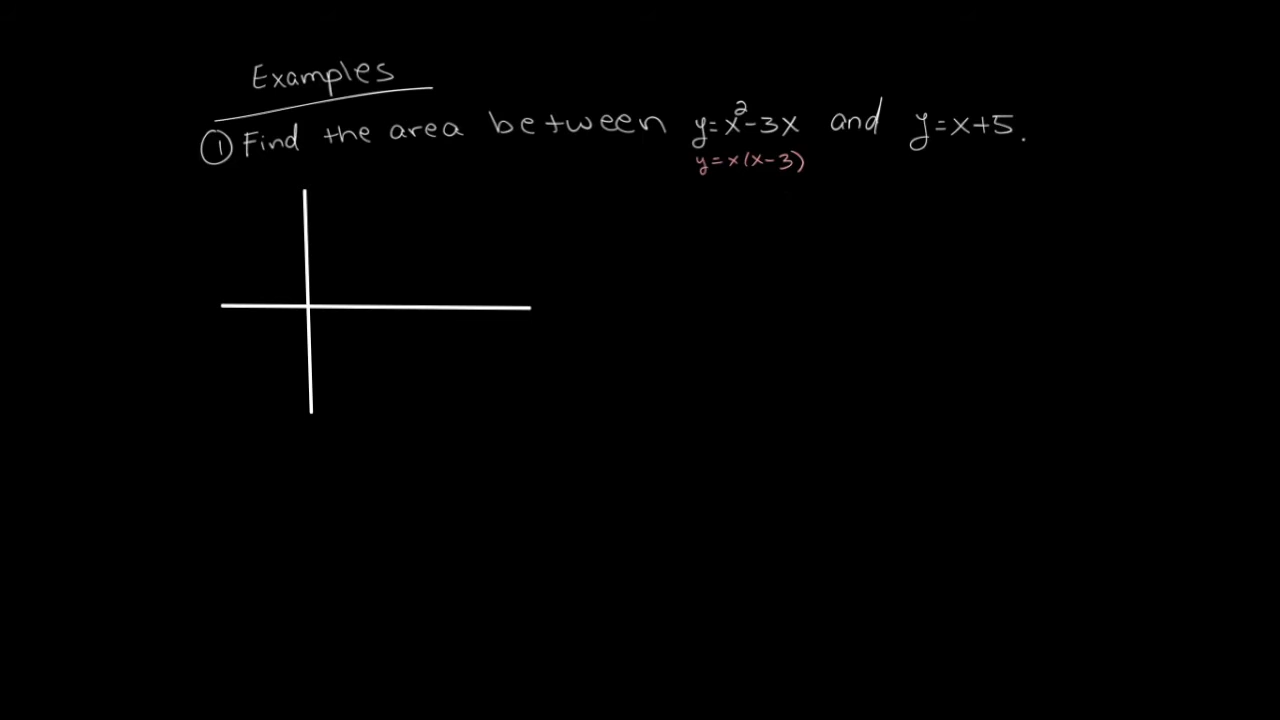 Examples
① Find the area between y=x²-3x and y=x+5.
y=x(x-3)